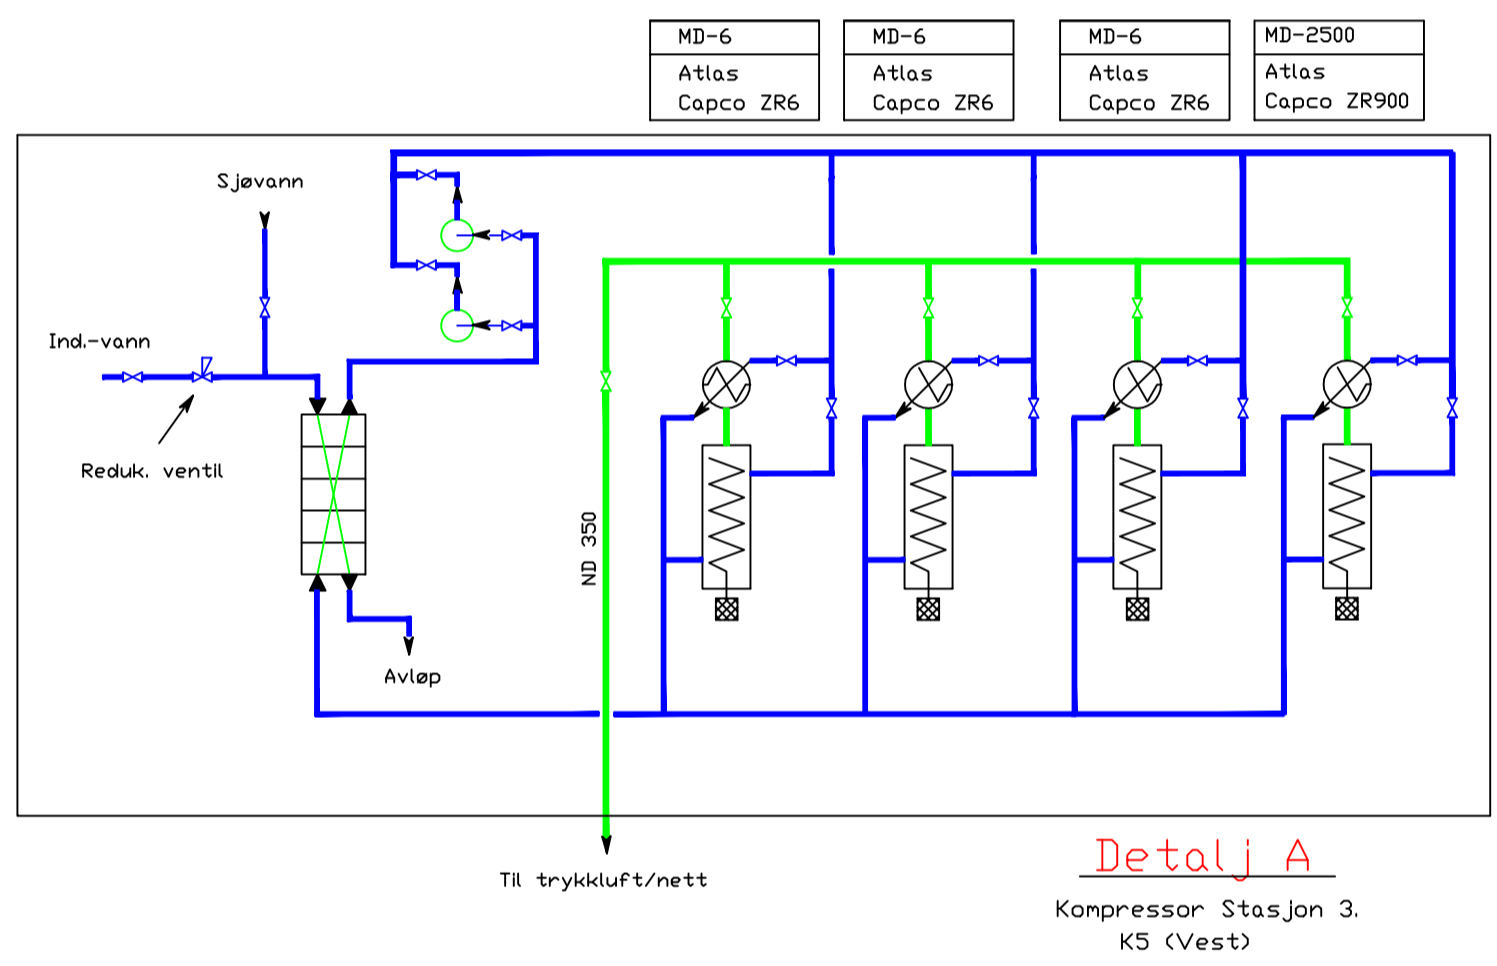 MD-6
Atlas
Capco ZR6
MD-6
Atlas
Capco ZR6
MD-6
Atlas
Capco ZR6
MD-2500
Atlas
Capco ZR900
Sjøvann
Ind.-vann
Reduk. ventil
Avløp
ND 350
Til trykkluft/nett
Detalj A
Kompressor Stasjon 3.
K5 (Vest)